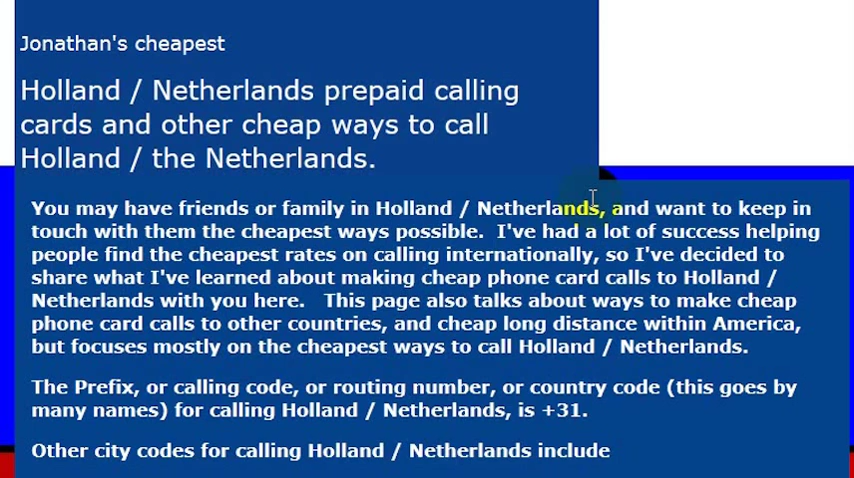 Jonathan's cheapest
Holland / Netherlands prepaid calling
cards and other cheap ways to call
Holland / the Netherlands.
You may have friends or family in Holland / Netherlands, and want to keep in
touch with them the cheapest ways possible.  I've had a lot of success helping
people find the cheapest rates on calling internationally, so I've decided to
share what I've learned about making cheap phone card calls to Holland /
Netherlands with you here.   This page also talks about ways to make cheap
phone card calls to other countries, and cheap long distance within America,
but focuses mostly on the cheapest ways to call Holland / Netherlands.
The Prefix, or calling code, or routing number, or country code (this goes by
many names) for calling Holland / Netherlands, is +31.
Other city codes for calling Holland / Netherlands include